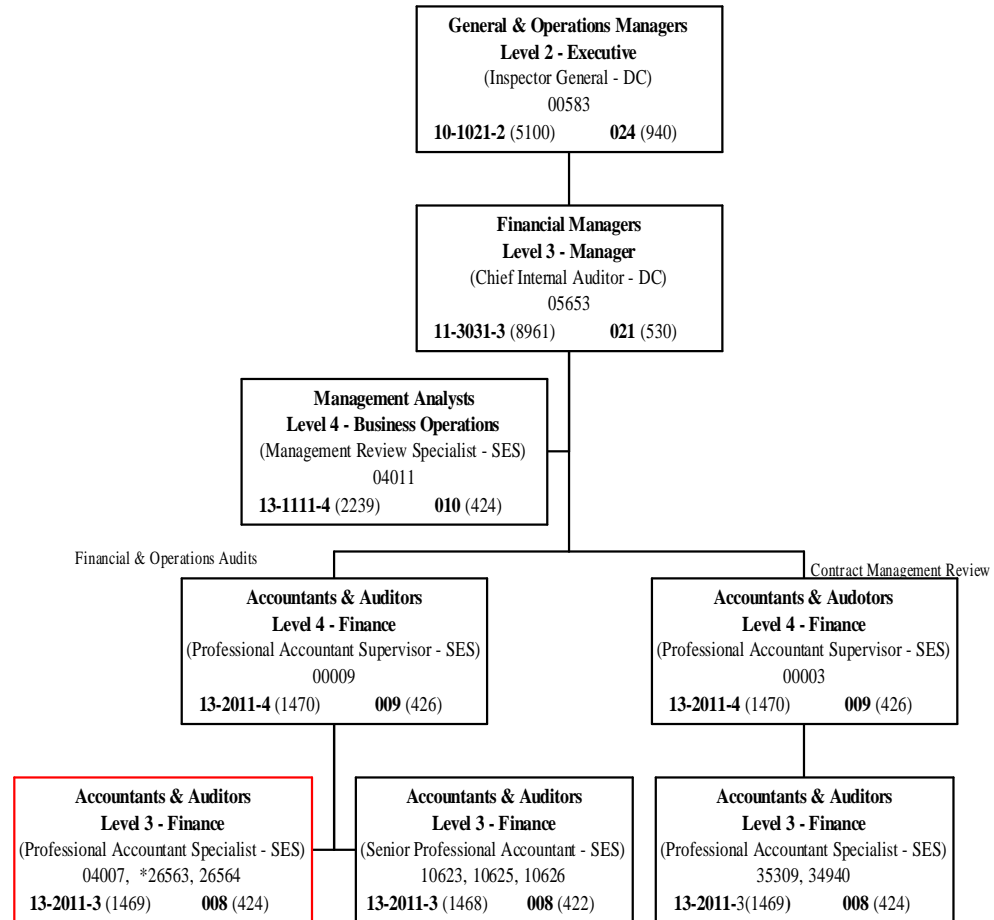 General & Operations Managers
Level 2 - Executive
(Inspector General - DC)
00583
10-1021-2 (5100) 024 (940)
Financial Managers
Level 3 - Manager
(Chief Internal Auditor - DC)
05653
11-3031-3 (8961) 021 (530)
Management Analysts
Level 4 - Business Operations
(Management Review Specialist - SES)
04011
13-1111-4 (2239) 010 (424)
Financial & Operations Audits
Accountants & Auditors
Level 4 - Finance
(Professional Accountant Supervisor - SES)
00009
13-2011-4 (1470) 009 (426)
Contract Management Review
Accountants & Audotors
Level 4 - Finance
(Professional Accountant Supervisor - SES)
00003
13-2011-4 (1470) 009 (426)
Accountants & Auditors
Level 3 - Finance
(Professional Accountant Specialist - SES)
04007, *26563, 26564
13-2011-3 (1469) 008 (424)
Accountants & Auditors
Level 3 - Finance
(Senior Professional Accountant - SES)
10623, 10625, 10626
13-2011-3 (1468) 008 (422)
Accountants & Auditors
Level 3 - Finance
(Professional Accountant Specialist - SES)
35309, 34940
13-2011-3(1469) 008 (424)